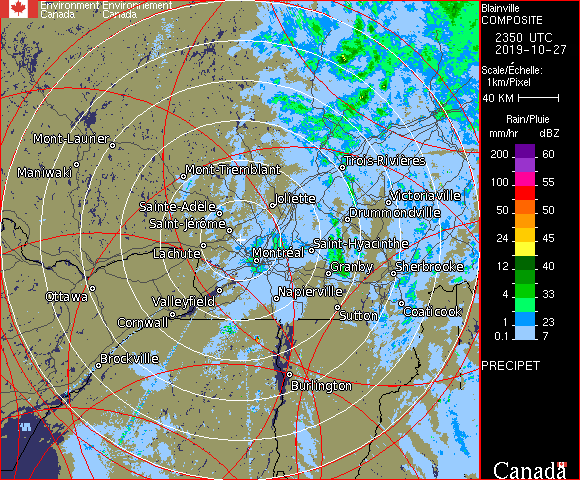 Environment Environnement
Canada Canada
Blainville
COMPOSITE
2350 UTC
2019-10-27
Scale/Échelle:
1km/Pixel
40 KM
Rain/Pluie
mm/hr dBZ
200 60
100 55
50 50
24 45
12 40
4 33
1 23
0.1 7
PRECIPET
Mont-Laurier
Maniwaki
Mont-Tremblant
Trois-Rivières
Sainte-Adèle
Joliette
Victoriaville
Drummondville
Saint-Jérôme
Lachute
Montréal
Saint-Hyacinthe
Granby
Sherbrooke
Ottawa
Valleyfield
Napierville
Cornwall
Sutton
Coaticook
Brockville
Burlington
Canada